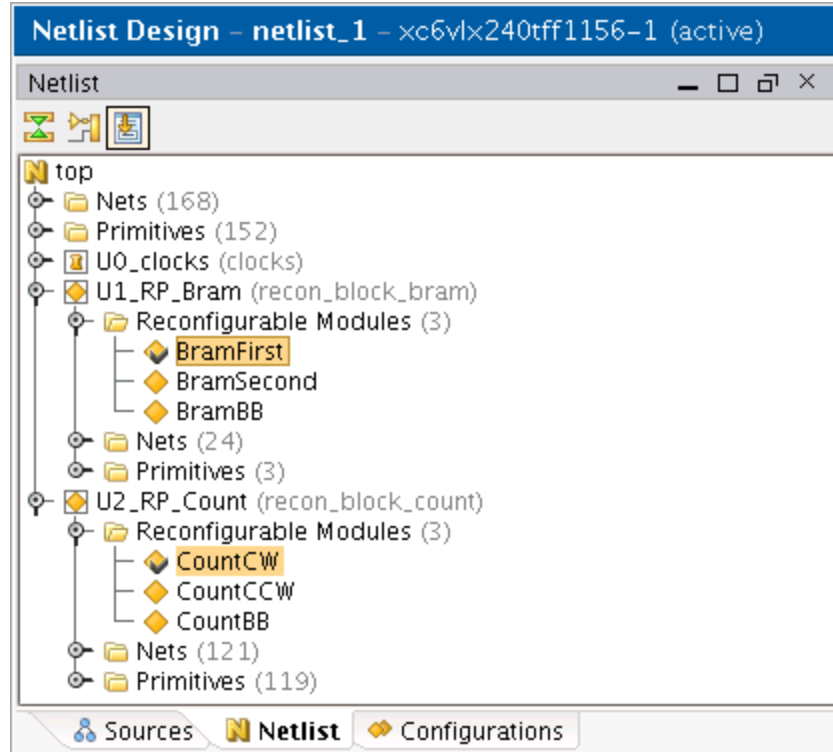 Netlist Design – netlist_1 – xc6vlx240tff1156-1 (active)
Netlist
top
Nets (168)
Primitives (152)
U0_clocks (clocks)
U1_RP_Bram (recon_block_bram)
Reconfigurable Modules (3)
BramFirst
BramSecond
BramBB
Nets (24)
Primitives (3)
U2_RP_Count (recon_block_count)
Reconfigurable Modules (3)
CountCW
CountCCW
CountBB
Nets (121)
Primitives (119)
Sources Netlist Configurations